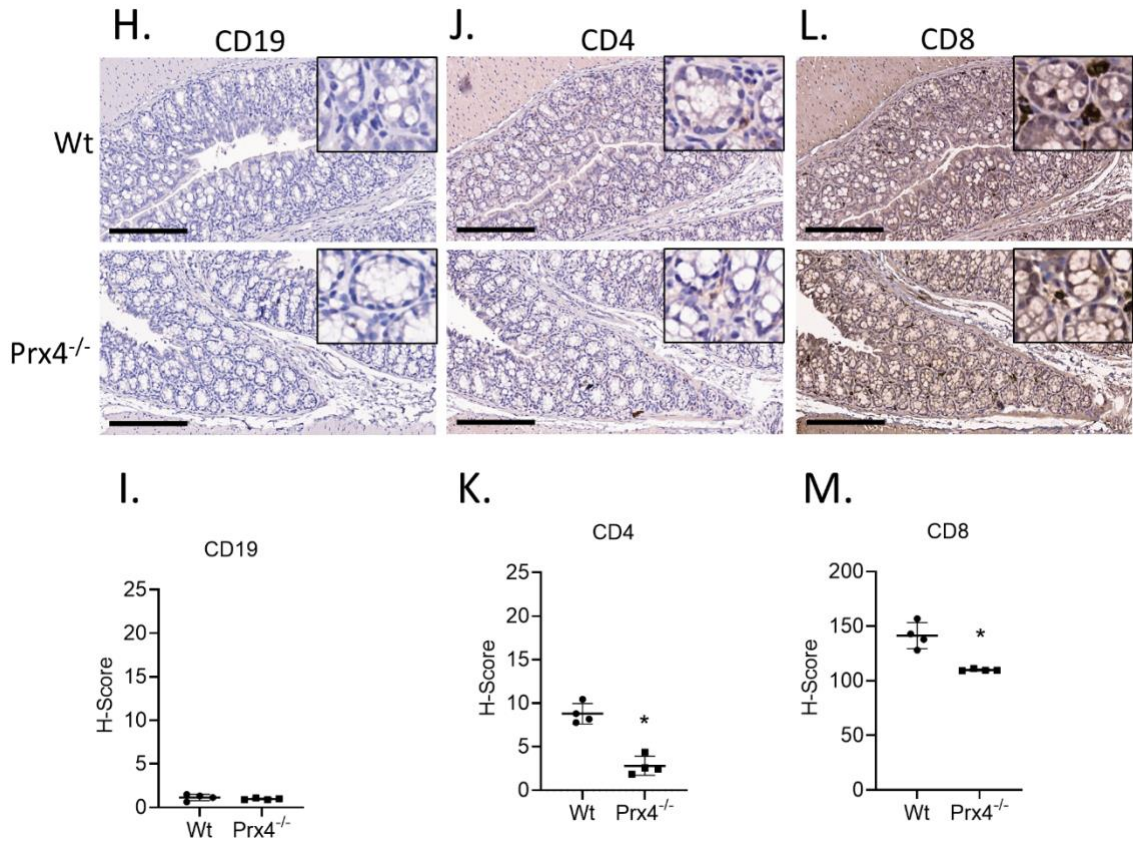 H. J. L.
CD19 CD4 CD8
Wt
Prx4-/-
I. K. M.
CD19
25
20
15
10
5
0
H-Score
Wt Prx4-/-
CD4
25
20
15
10
5
0
H-Score
*
Wt Prx4-/-
CD8
200
150
100
50
0
H-Score
*
Wt Prx4-/-